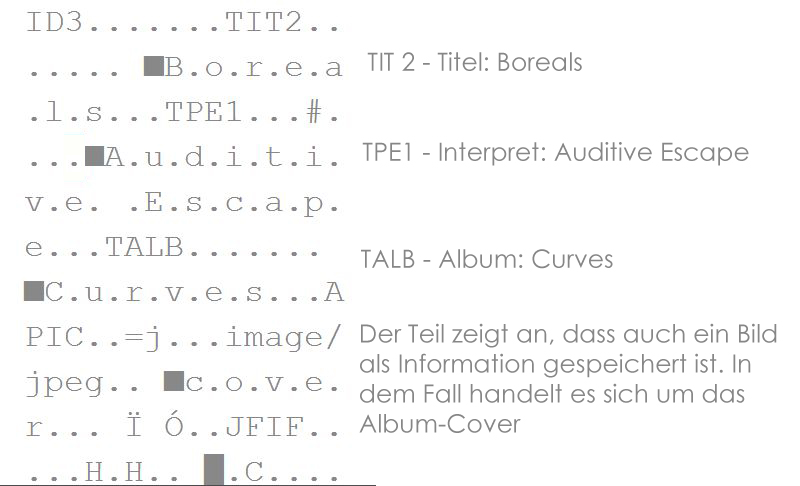 ID3.......TIT2..
..... ■B.o.r.e.a
TIT 2 - Titel: Boreals
.l.s...TPE1...#.
...■A.u.d.i.t.i.
TPE1 - Interpret: Auditive Escape
v.e. .E.s.c.a.p.
e...TALB.......
TALB - Album: Curves
■C.u.r.v.e.s...A
PIC..=j...image/
jpeg.. ■c.o.v.e.
r... Ï Ó..JFIF..
...H.H.. █.C....
Der Teil zeigt an, dass auch ein Bild
als Information gespeichert ist. In
dem Fall handelt es sich um das
Album-Cover